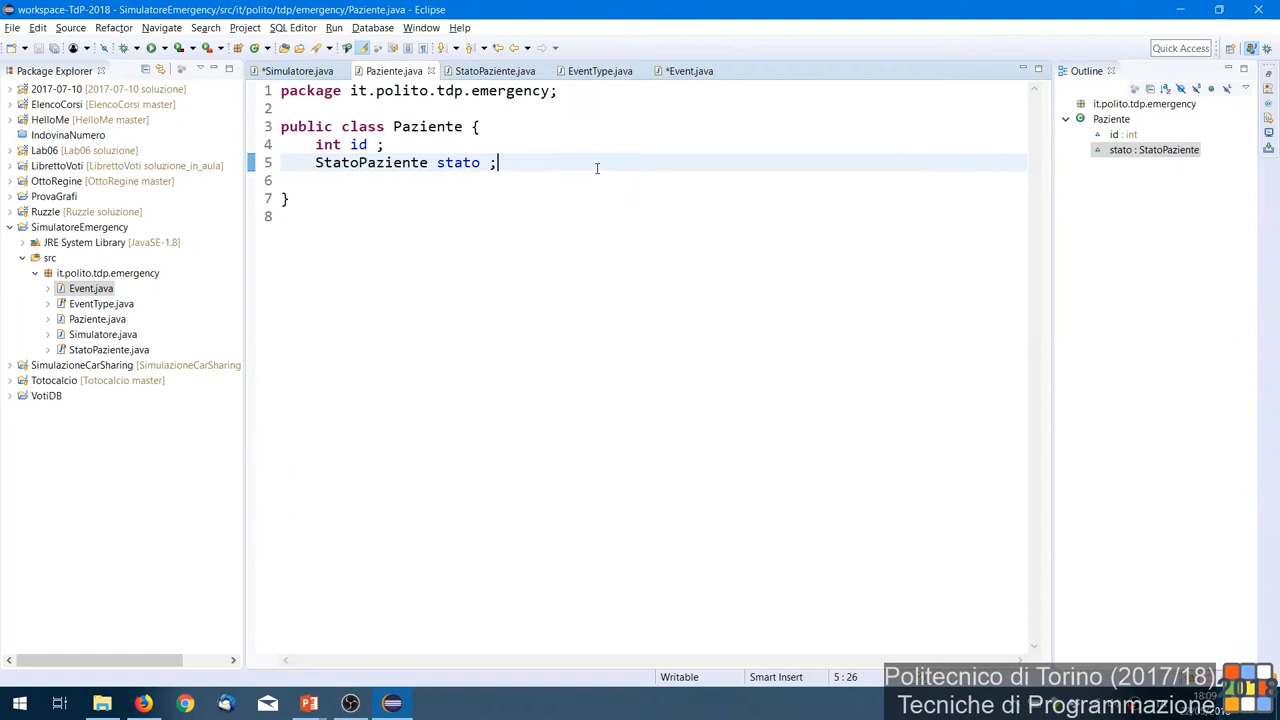 workspace-TdP-2018 - SimulatoreEmergency/src/it/polito/tdp/emergency/Paziente.java - Eclipse
File Edit Source Refactor Navigate Search Project SQL Editor Run Database Window Help
Quick Access
Package Explorer
*Simulatore.java Paziente.java StatoPaziente.java EventType.java *Event.java
Outline
2017-07-10 [2017-07-10 soluzione]
ElencoCorsi [ElencoCorsi master]
HelloMe [HelloMe master]
IndovinaNumero
Lab06 [Lab06 soluzione]
LibrettoVoti [LibrettoVoti soluzione_in_aula]
OttoRegine [OttoRegine master]
ProvaGrafi
Ruzzle [Ruzzle soluzione]
SimulatoreEmergency
JRE System Library [JavaSE-1.8]
src
it.polito.tdp.emergency
Event.java
EventType.java
Paziente.java
Simulatore.java
StatoPaziente.java
SimulazioneCarSharing [SimulazioneCarSharing
Totocalcio [Totocalcio master]
VotiDB
1 package it.polito.tdp.emergency;
2
3 public class Paziente {
4 int id ;
5 StatoPaziente stato ;
6
7 }
8
it.polito.tdp.emergency
Paziente
id : int
stato : StatoPaziente
Writable Smart Insert 5 : 26
Politecnico di Torino (2017/18)
Tecniche di Programmazione
2018
18:09